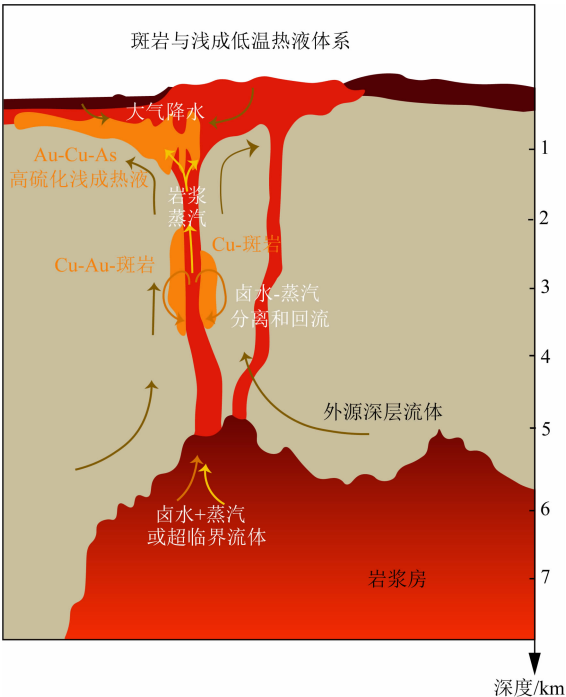 斑岩与浅成低温热液体系
大气降水
Au-Cu-As
高硫化浅成热液
岩浆
蒸汽
Cu-斑岩
Cu-Au-斑岩
卤水-蒸汽
分离和回流
外源深层流体
卤水+蒸汽
或超临界流体
岩浆房
1
2
3
4
5
6
7
深度/km